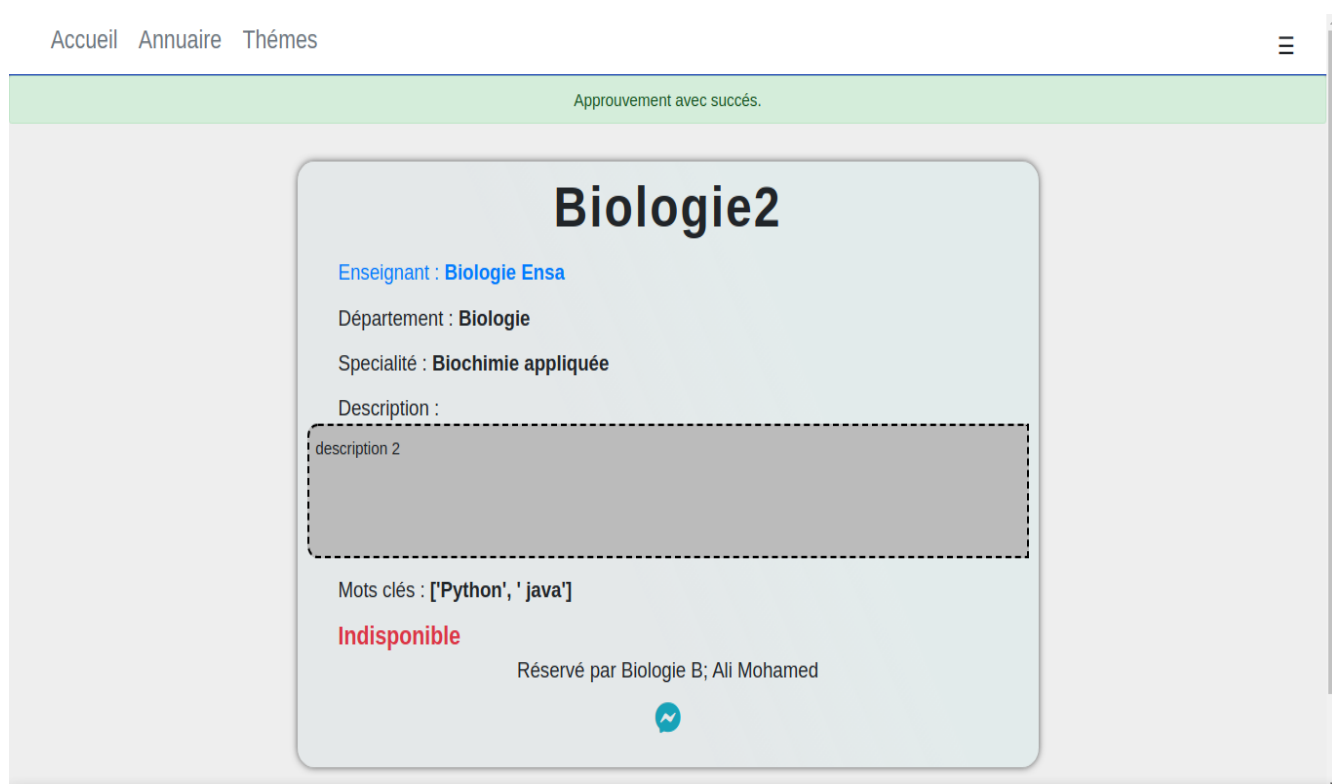 Accueil Annuaire Thémes
Approuvement avec succés.
Biologie2
Enseignant : Biologie Ensa
Département : Biologie
Specialité : Biochimie appliquée
Description :
description 2
Mots clés : ['Python', ' java']
Indisponible
Réservé par Biologie B; Ali Mohamed